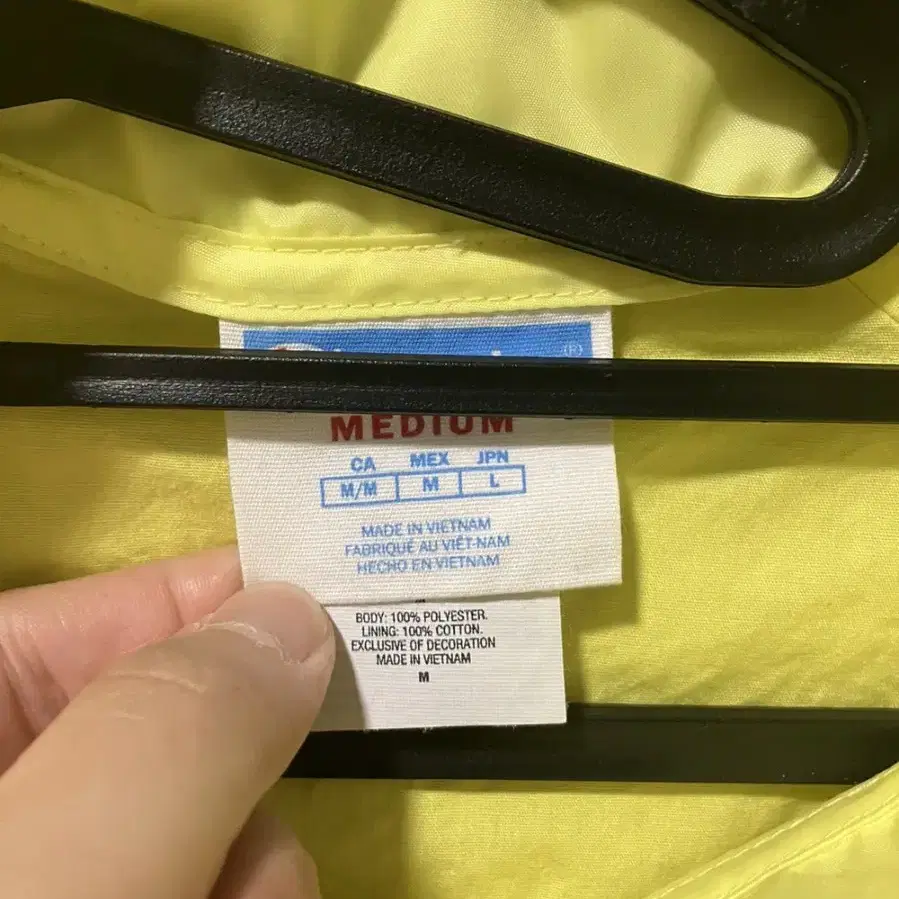 ®
MEDIUM
CA MEX JPN
M/M M L
MADE IN VIETNAM
FABRIQUÉ AU VIÊT-NAM
HECHO EN VIETNAM
BODY: 100% POLYESTER.
LINING: 100% COTTON.
EXCLUSIVE OF DECORATION
MADE IN VIETNAM
M